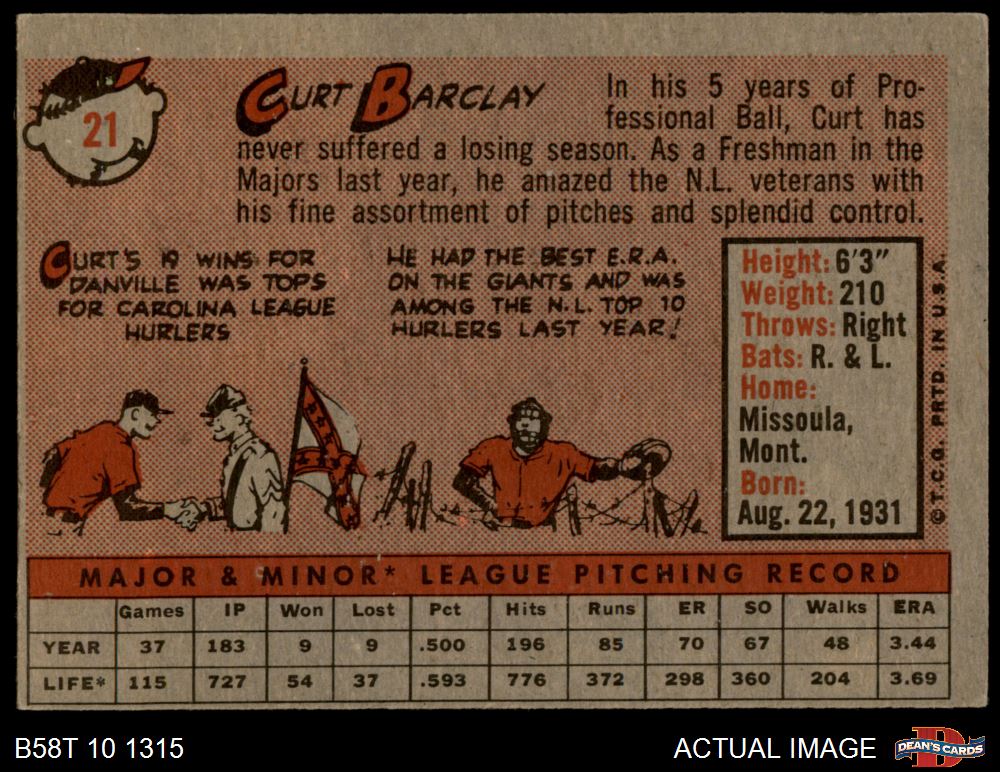 21
CURT BARCLAY
In his 5 years of Pro-
fessional Ball, Curt has
never suffered a losing season. As a Freshman in the
Majors last year, he amazed the N.L. veterans with
his fine assortment of pitches and splendid control.
CURT'S 19 WINS FOR
DANVILLE WAS TOPS
FOR CAROLINA LEAGUE
HURLERS
HE HAD THE BEST E.R.A.
ON THE GIANTS AND WAS
AMONG THE N.L. TOP 10
HURLERS LAST YEAR!
Height: 6'3"
Weight: 210
Throws: Right
Bats: R. & L.
Home:
Missoula,
Mont.
Born:
Aug. 22, 1931
© T.C.G. PRTD. IN U.S.A.
MAJOR & MINOR* LEAGUE PITCHING RECORD
Games IP Won Lost Pct Hits Runs ER SO Walks ERA
YEAR 37 183 9 9 .500 196 85 70 67 48 3.44
LIFE* 115 727 54 37 .593 776 372 298 360 204 3.69
B58T 10 1315
ACTUAL IMAGE
D
DEAN'S CARDS